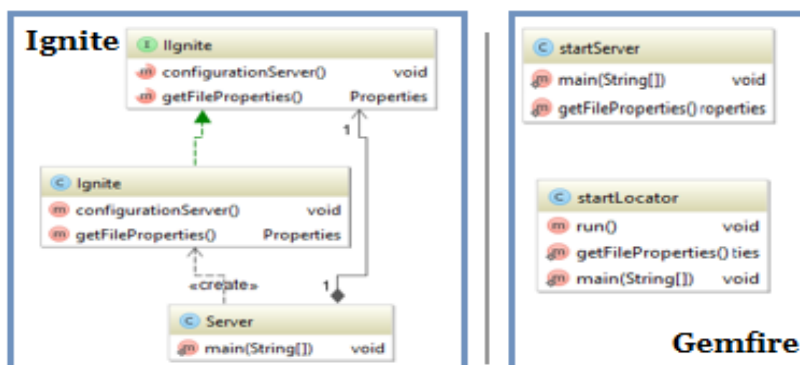 Ignite
I IIgnite
m configurationServer() void
m getFileProperties() Properties
1
C Ignite
m configurationServer() void
m getFileProperties() Properties
«create»
1
C Server
m main(String[]) void
C startServer
m main(String[]) void
m getFileProperties() roperties
C startLocator
m run() void
m getFileProperties() ties
m main(String[]) void
Gemfire